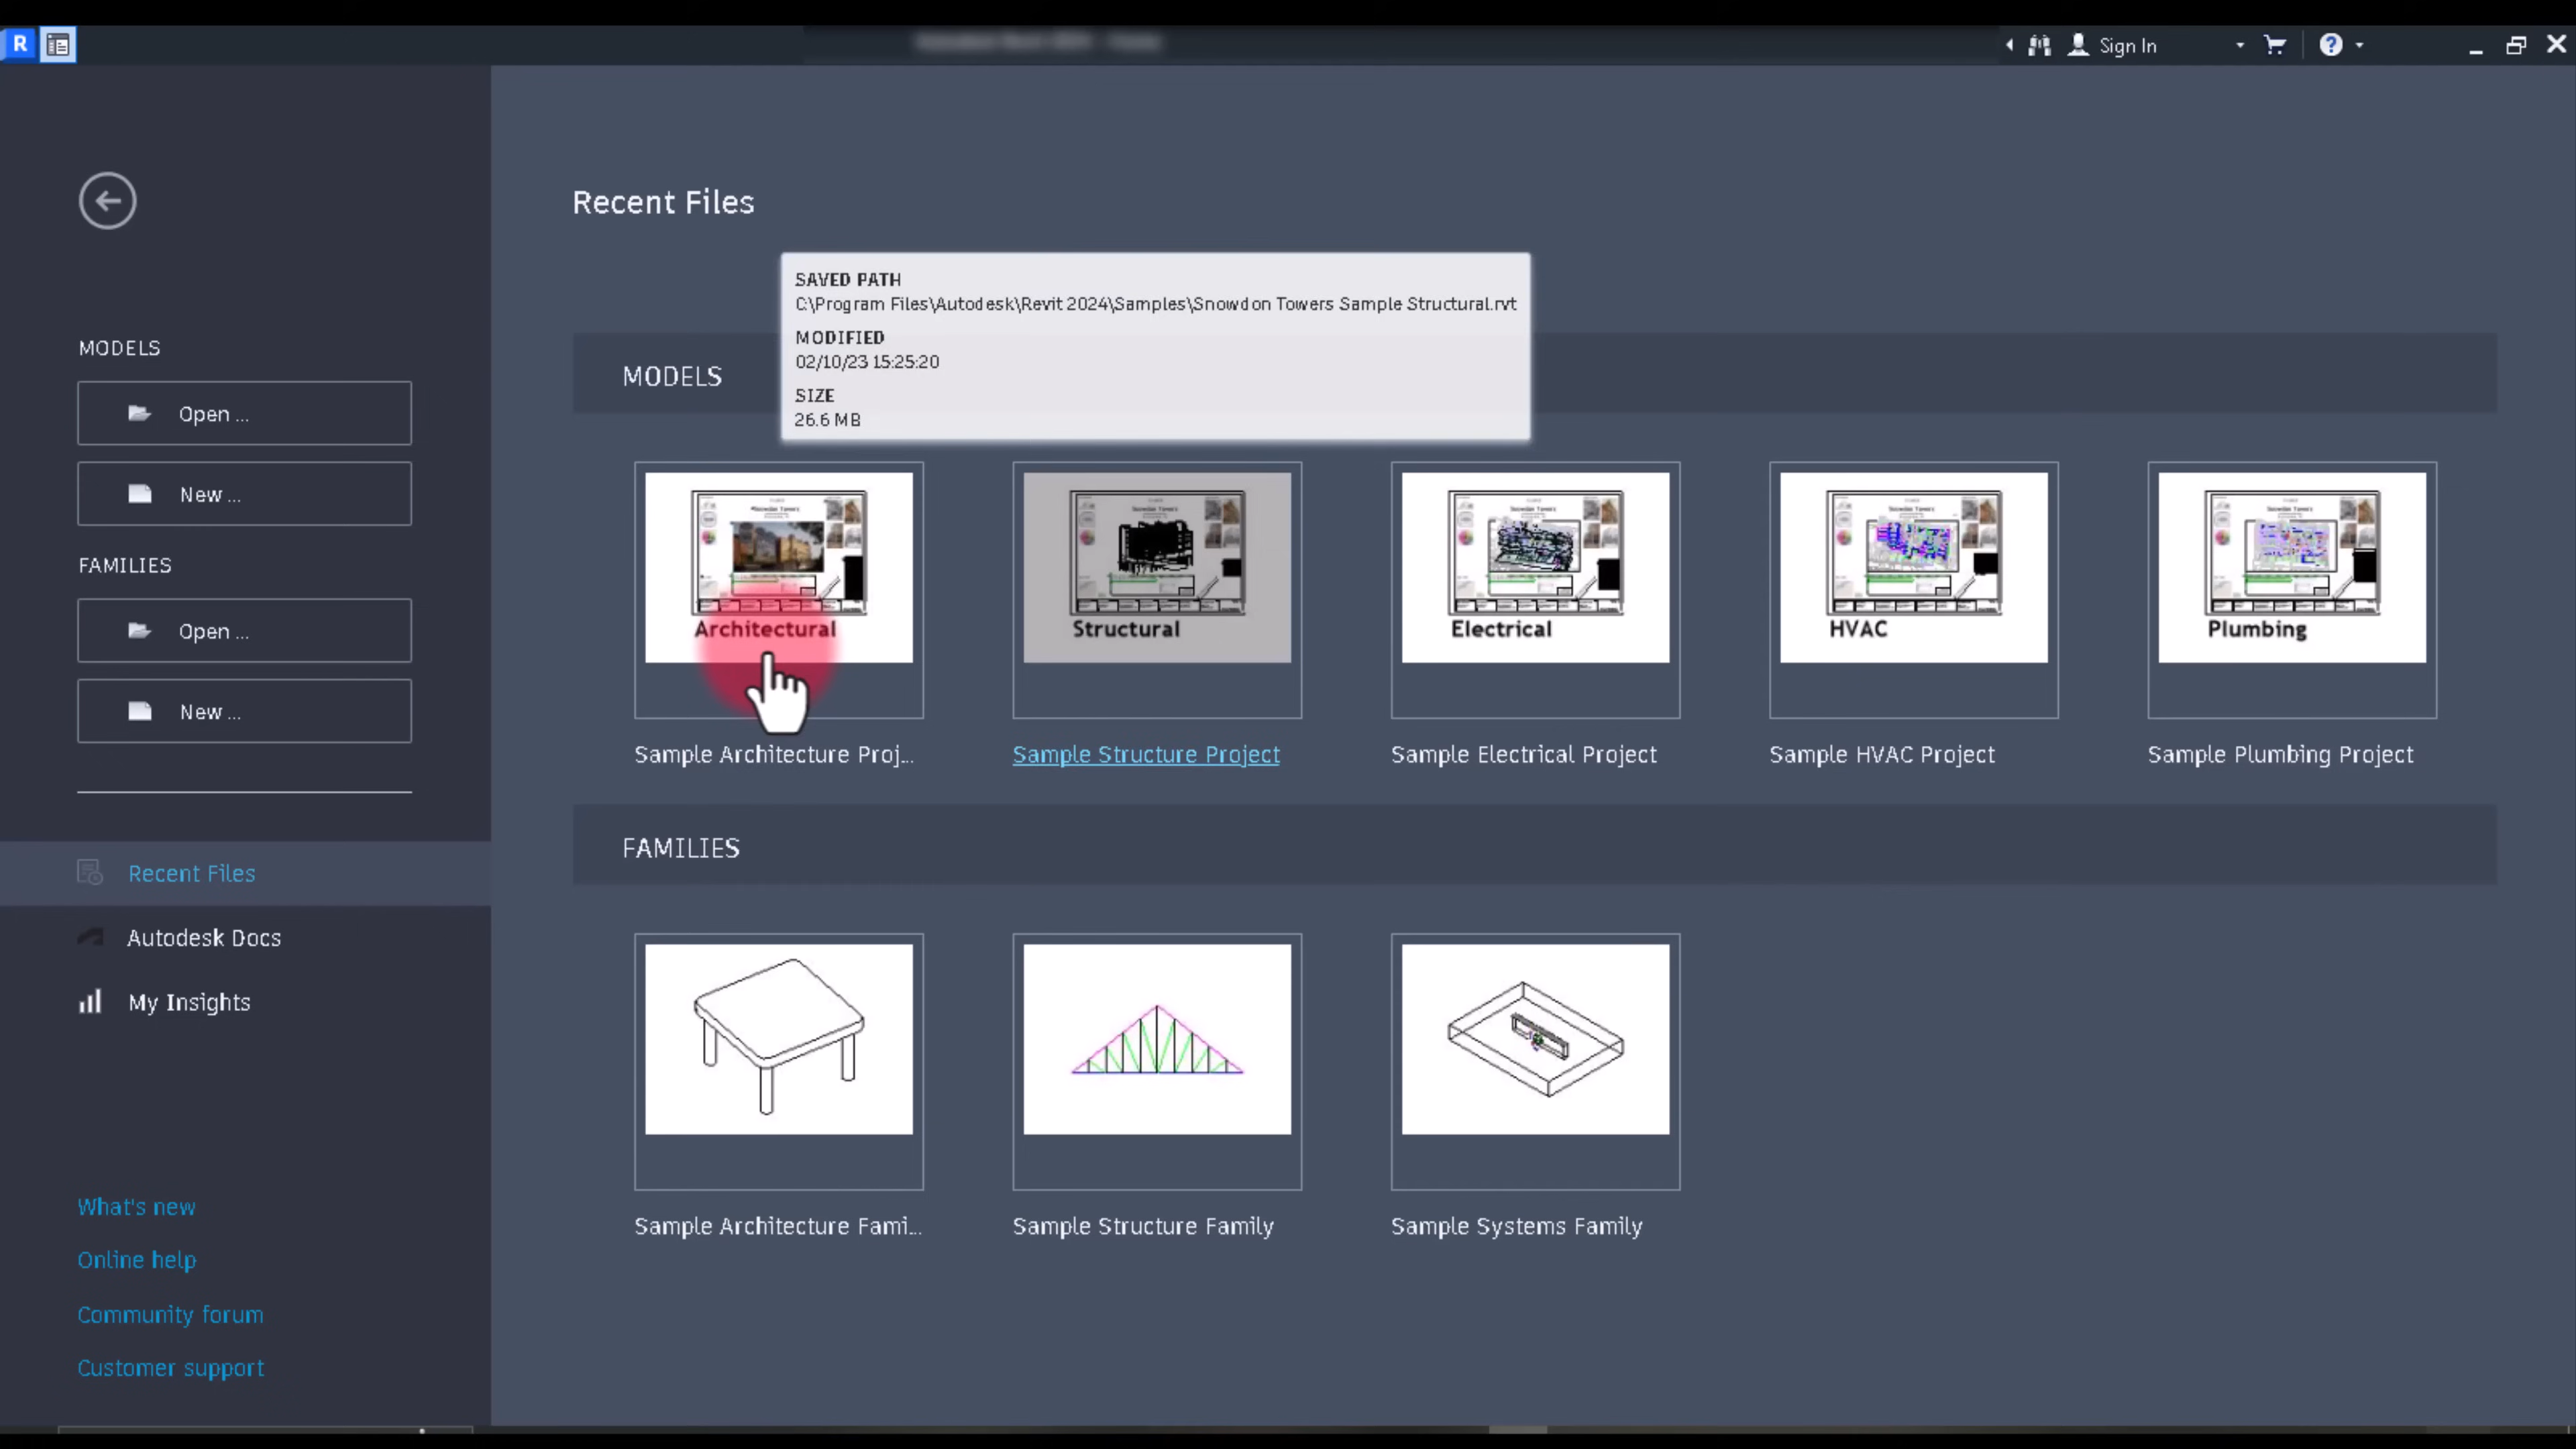 R
Sign In
?
Recent Files
SAVED PATH
C:\Program Files\Autodesk\Revit 2024\Samples\Snowdon Towers Sample Structural.rvt
MODIFIED
02/10/23 15:25:20
SIZE
26.6 MB
MODELS
Open ...
New ...
FAMILIES
Open ...
New ...
Recent Files
Autodesk Docs
My Insights
What's new
Online help
Community forum
Customer support
MODELS
Architectural
Structural
Electrical
HVAC
Plumbing
Sample Architecture Proj...
Sample Structure Project
Sample Electrical Project
Sample HVAC Project
Sample Plumbing Project
FAMILIES
Sample Architecture Fami...
Sample Structure Family
Sample Systems Family